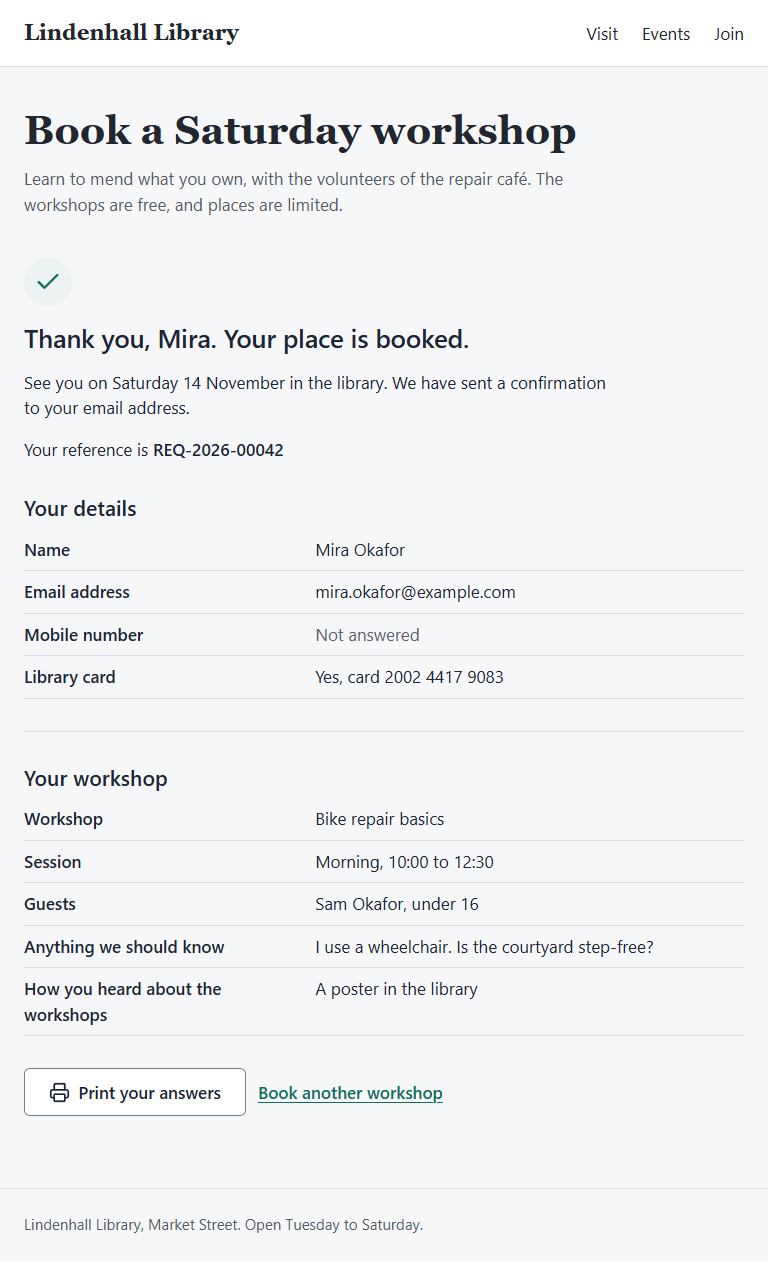 Lindenhall Library
Visit Events Join
Book a Saturday workshop
Learn to mend what you own, with the volunteers of the repair café. The
workshops are free, and places are limited.
Thank you, Mira. Your place is booked.
See you on Saturday 14 November in the library. We have sent a confirmation
to your email address.
Your reference is REQ-2026-00042
Your details
Name Mira Okafor
Email address mira.okafor@example.com
Mobile number Not answered
Library card Yes, card 2002 4417 9083
Your workshop
Workshop Bike repair basics
Session Morning, 10:00 to 12:30
Guests Sam Okafor, under 16
Anything we should know I use a wheelchair. Is the courtyard step-free?
How you heard about the A poster in the library
workshops
Print your answers Book another workshop
Lindenhall Library, Market Street. Open Tuesday to Saturday.